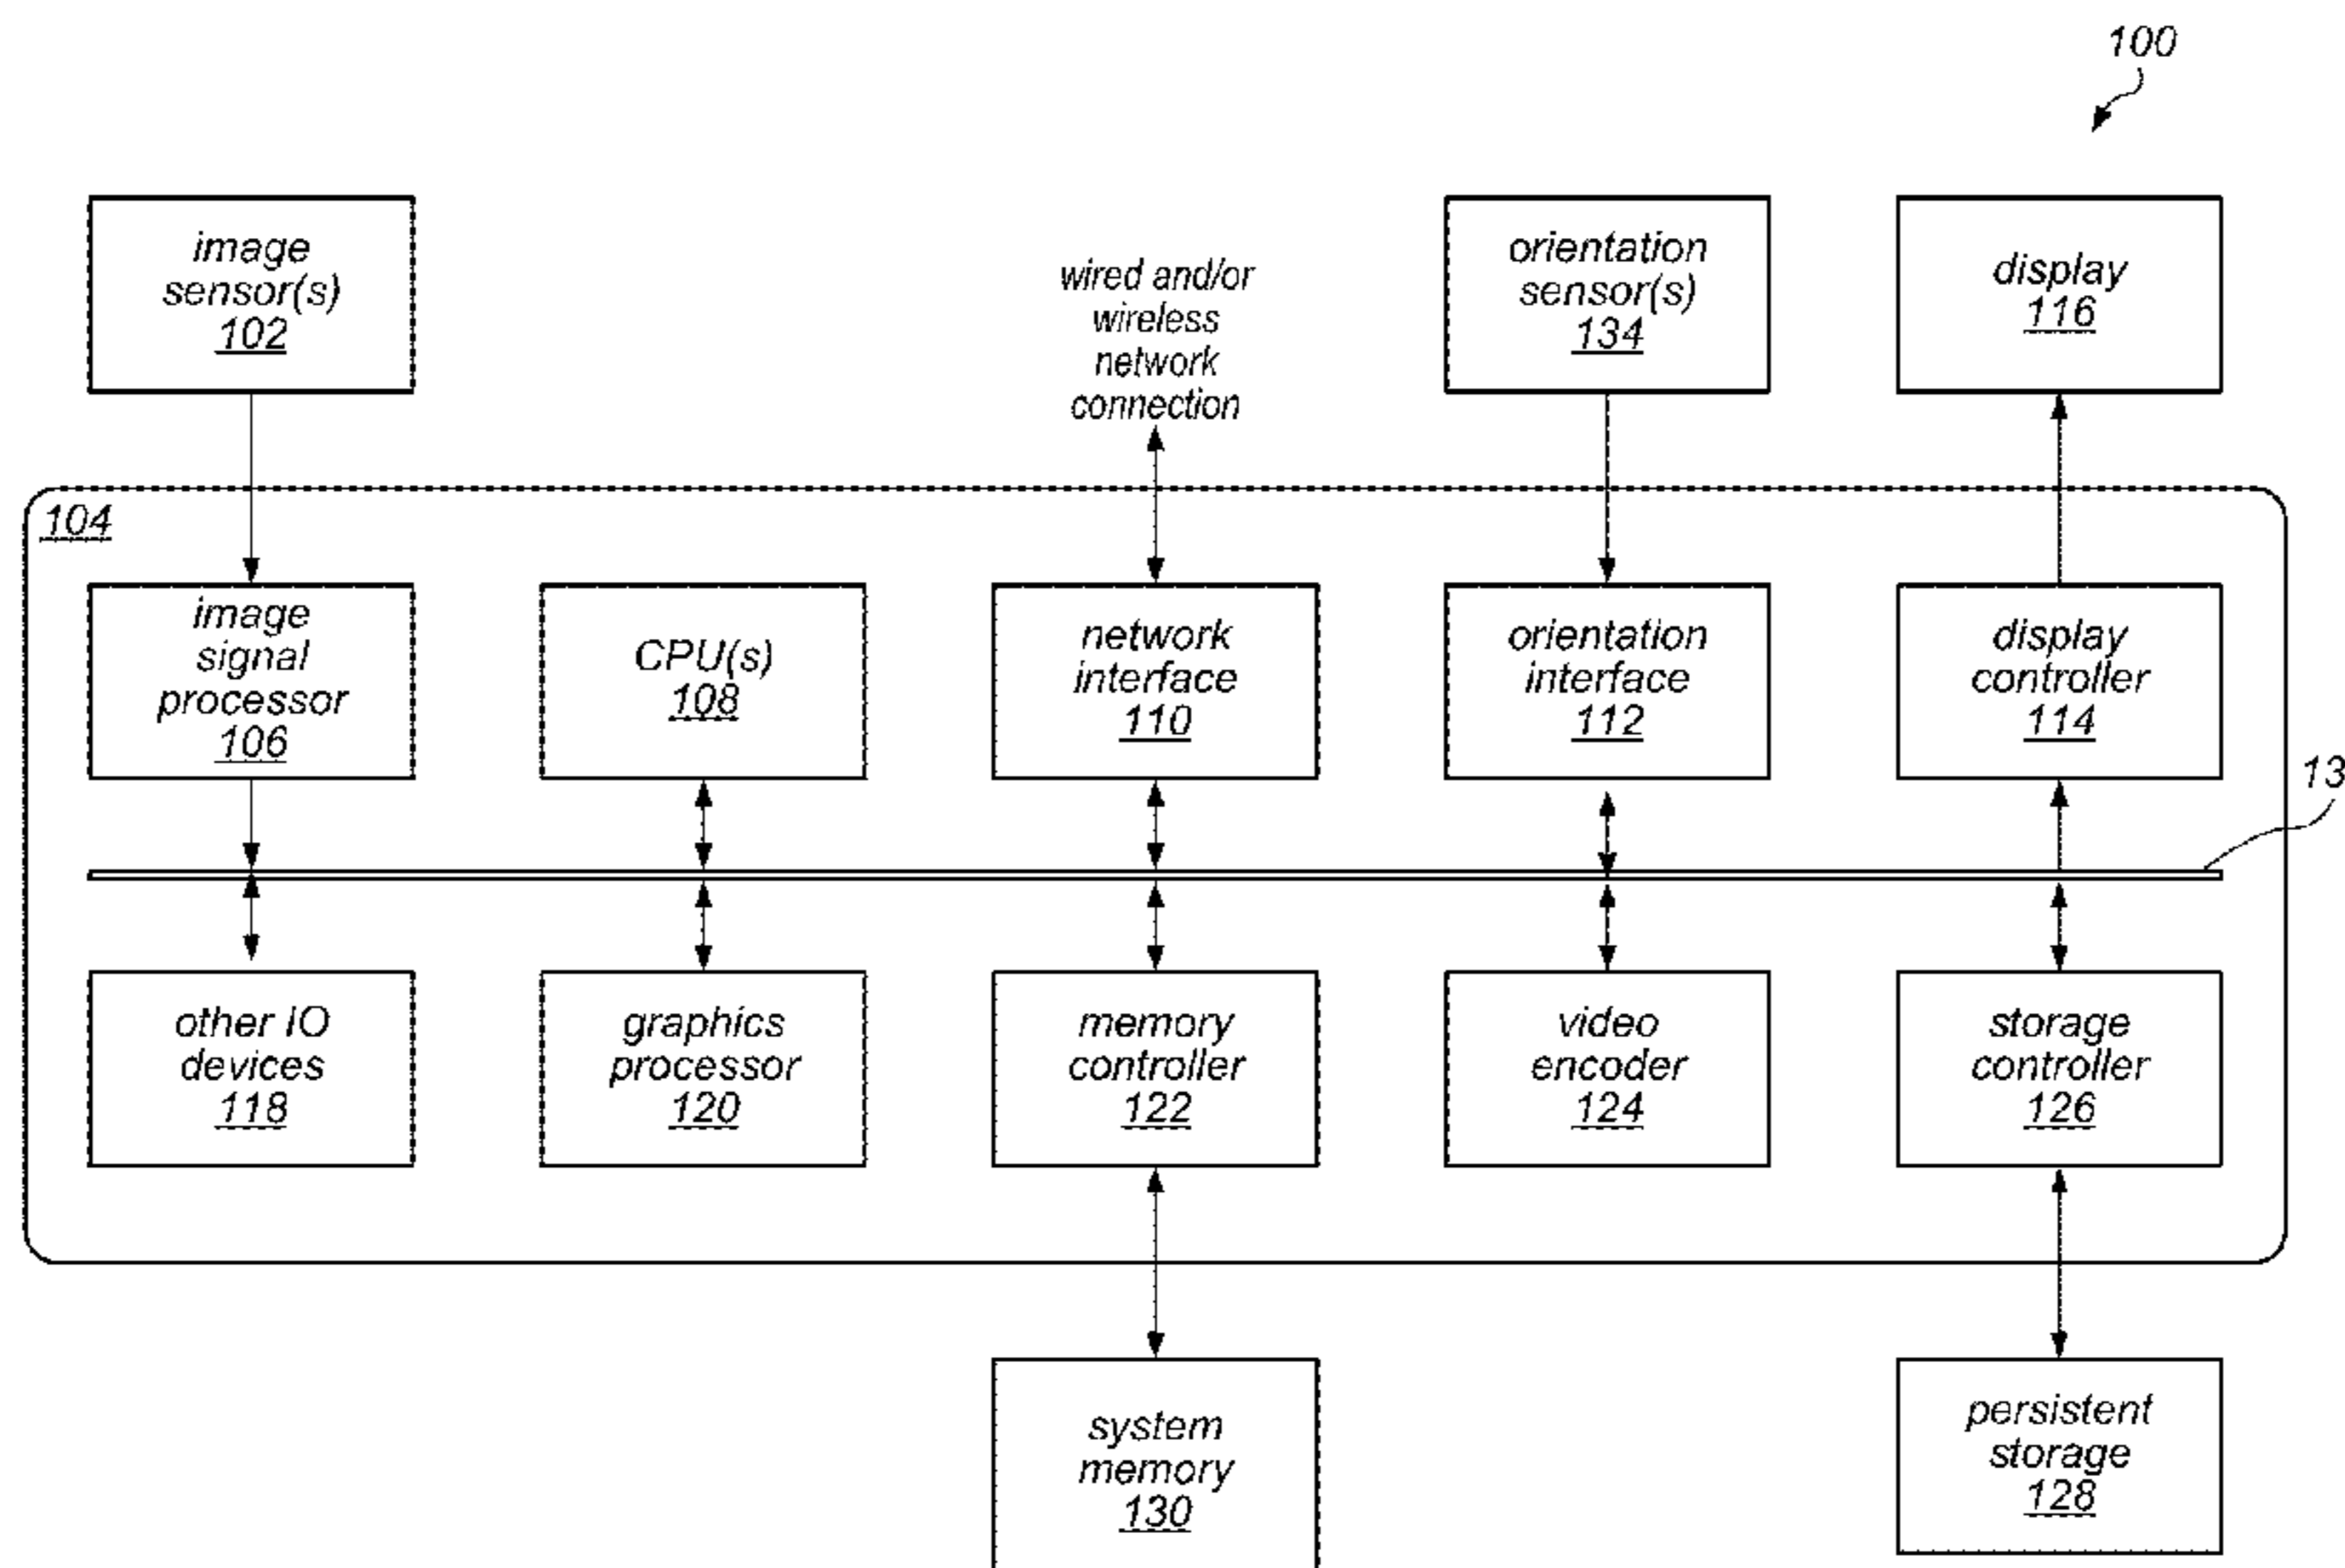 100
image
sensor(s)
102
wired and/or
wireless
network
connection
orientation
sensor(s)
134
display
116
104
image
signal
processor
106
CPU(s)
108
network
interface
110
orientation
interface
112
display
controller
114
13
other IO
devices
118
graphics
processor
120
memory
controller
122
video
encoder
124
storage
controller
126
system
memory
130
persistent
storage
128